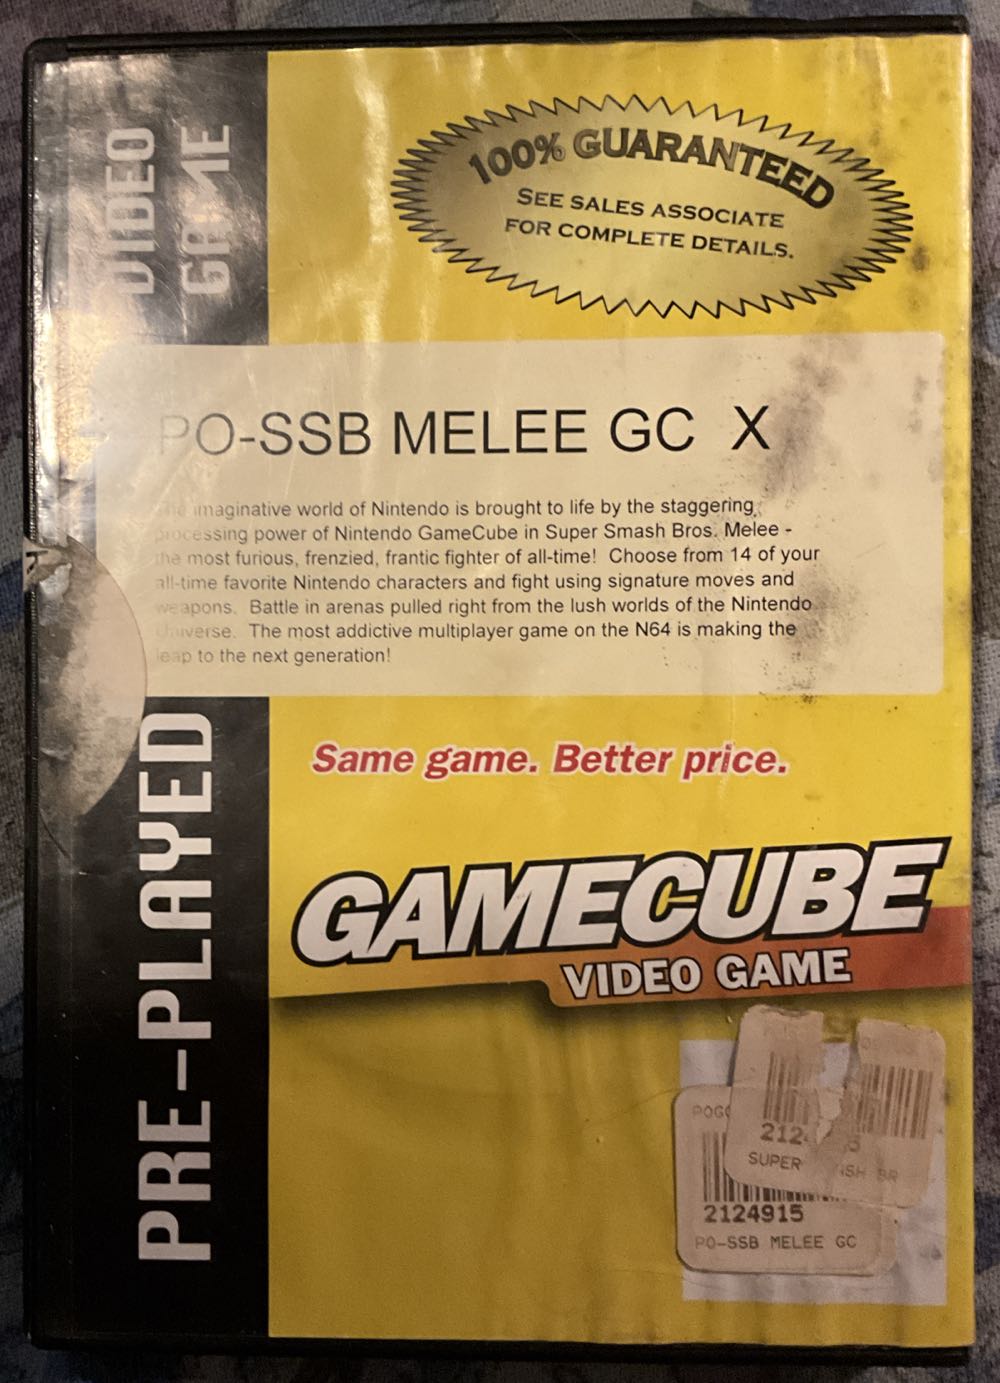 VIDEO
GAME
100% GUARANTEED
SEE SALES ASSOCIATE
FOR COMPLETE DETAILS.
PO-SSB MELEE GC X
The imaginative world of Nintendo is brought to life by the staggering
processing power of Nintendo GameCube in Super Smash Bros. Melee -
the most furious, frenzied, frantic fighter of all-time! Choose from 14 of your
all-time favorite Nintendo characters and fight using signature moves and
weapons. Battle in arenas pulled right from the lush worlds of the Nintendo
universe. The most addictive multiplayer game on the N64 is making the
leap to the next generation!
PRE-PLAYED
Same game. Better price.
GAMECUBE
VIDEO GAME
SUPER
2124915
PO-SSB MELEE GC